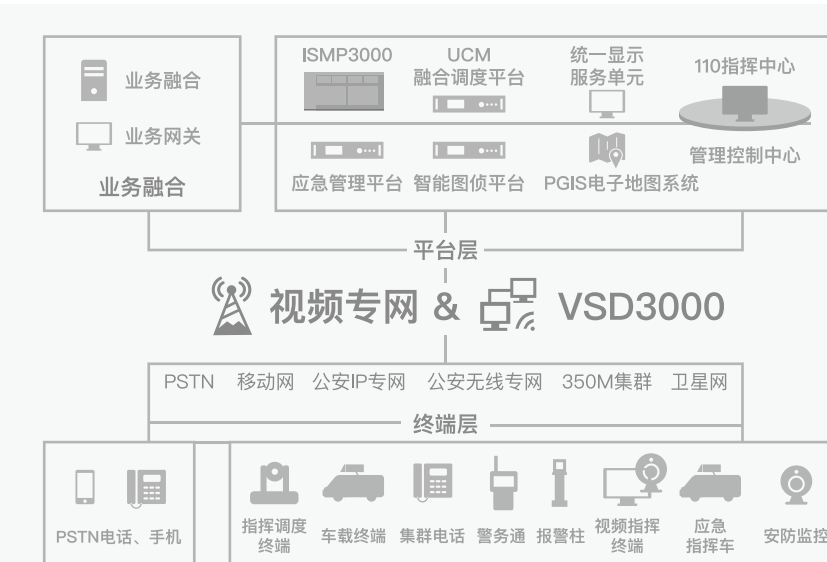 业务融合
业务网关
业务融合
ISMP3000
UCM
融合调度平台
统一显示
服务单元
110指挥中心
应急管理平台
智能图侦平台
PGIS电子地图系统
管理控制中心
平台层
视频专网 & VSD3000
PSTN 移动网 公安IP专网 公安无线专网 350M集群 卫星网
终端层
PSTN电话、手机
指挥调度
终端
车载终端
集群电话
警务通
报警柱
视频指挥
终端
应急
指挥车
安防监控